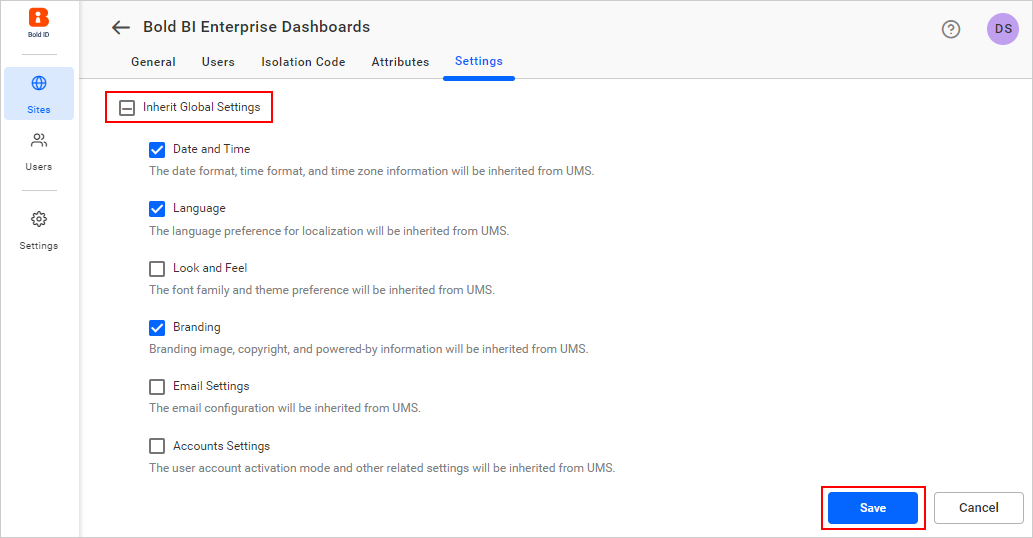 Bold ID
Bold BI Enterprise Dashboards
DS
General Users Isolation Code Attributes Settings
Sites
Users
Settings
Inherit Global Settings
Date and Time
The date format, time format, and time zone information will be inherited from UMS.
Language
The language preference for localization will be inherited from UMS.
Look and Feel
The font family and theme preference will be inherited from UMS.
Branding
Branding image, copyright, and powered-by information will be inherited from UMS.
Email Settings
The email configuration will be inherited from UMS.
Accounts Settings
The user account activation mode and other related settings will be inherited from UMS.
Save Cancel